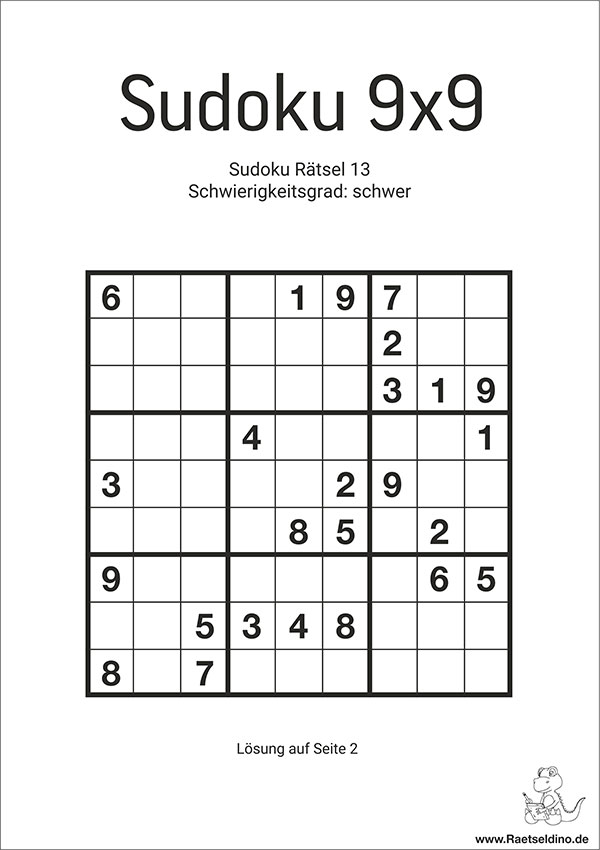 Sudoku 9x9
Sudoku Rätsel 13
Schwierigkeitsgrad: schwer
6 1 9 7
2
3 1 9
4 1
3 2 9
8 5 2
9 6 5
5 3 4 8
8 7
Lösung auf Seite 2
www.Raetseldino.de